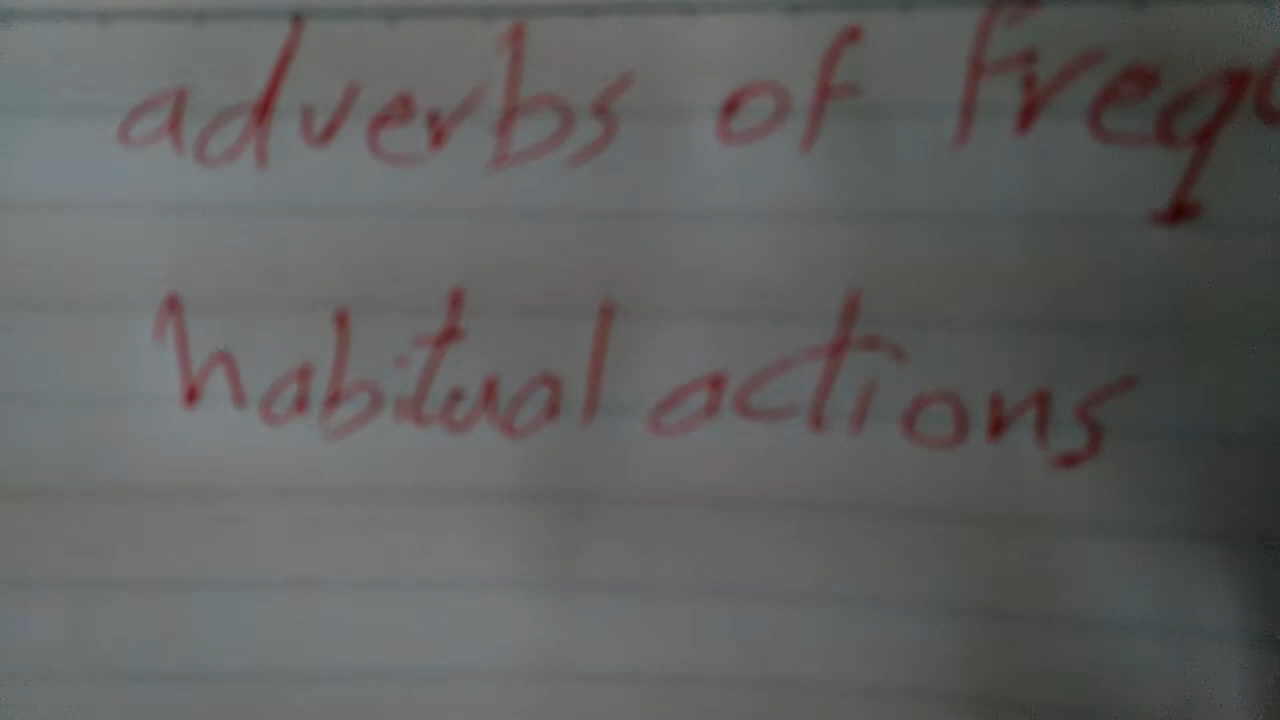 adverbs of freq
habitual actions